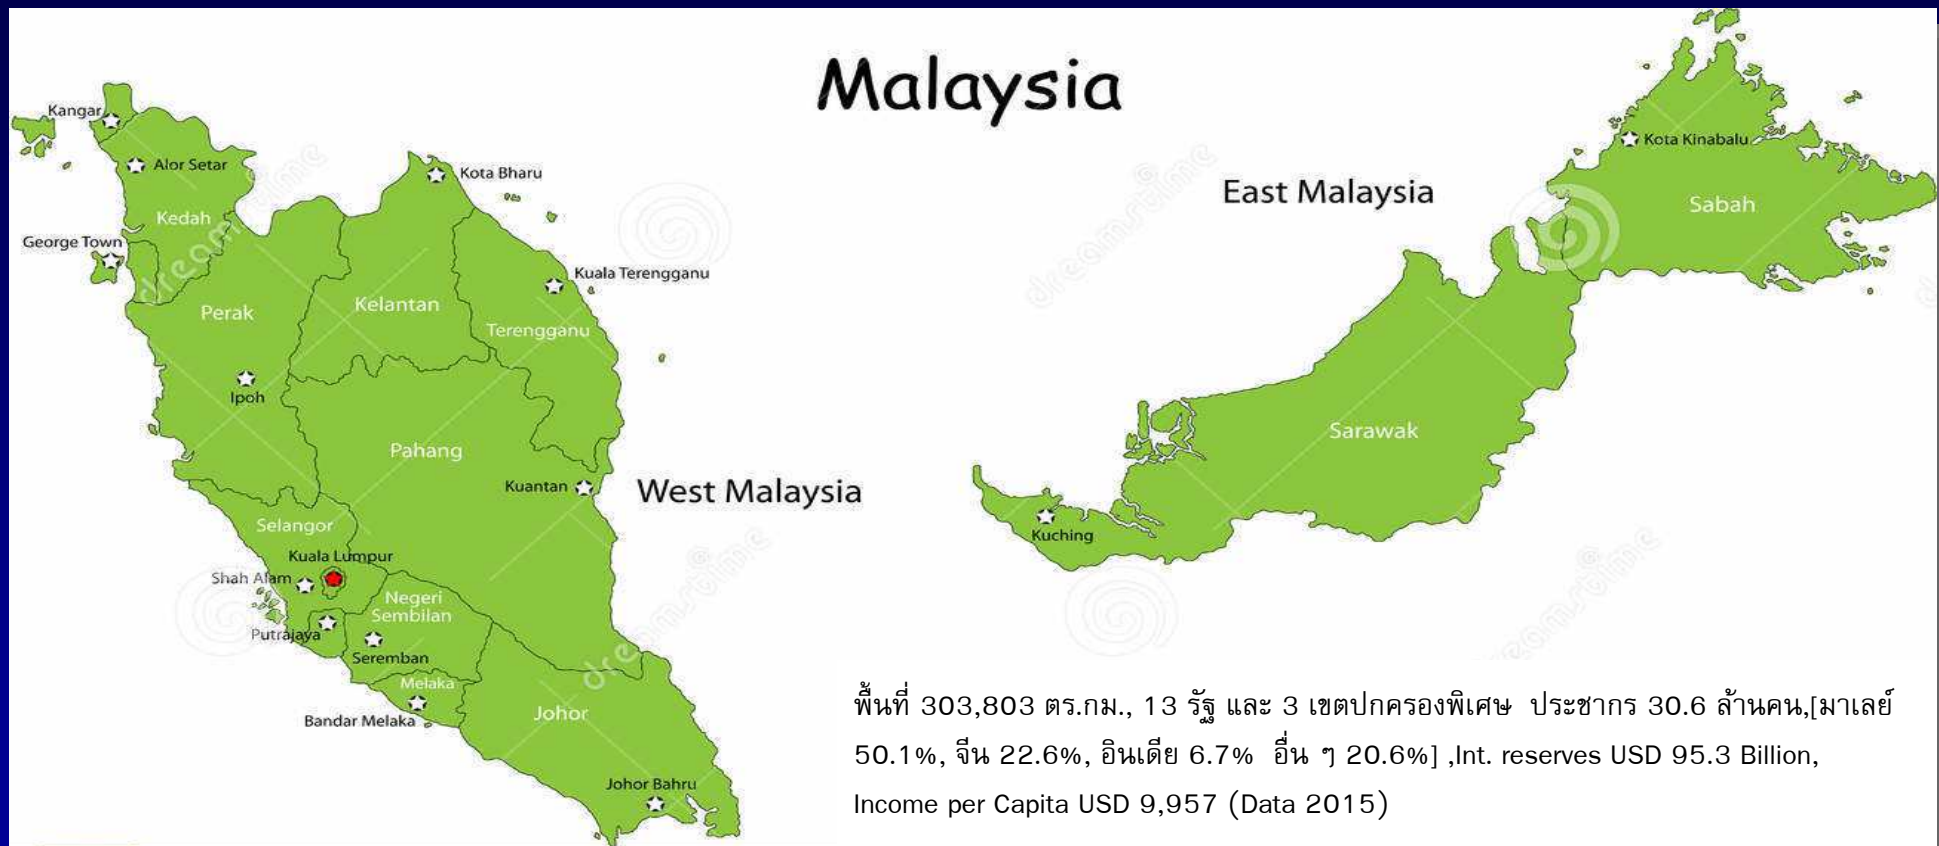 Malaysia
Kangar
Alor Setar
Kedah
George Town
Perak
Ipoh
Kota Bharu
Kelantan
Kuala Terengganu
Terengganu
Pahang
Kuantan
West Malaysia
Selangor
Kuala Lumpur
Shah Alam
Putrajaya
Negeri
Sembilan
Seremban
Melaka
Bandar Melaka
Johor
Johor Bahru
East Malaysia
Kota Kinabalu
Sabah
Sarawak
Kuching
dreamstime
dreamstime
dreamstime
dreamstime
dreamstime
พื้นที่ 303,803 ตร.กม., 13 รัฐ และ 3 เขตปกครองพิเศษ ประชากร 30.6 ล้านคน,[มาเลย์
50.1%, จีน 22.6%, อินเดีย 6.7% อื่น ๆ 20.6%] ,Int. reserves USD 95.3 Billion,
Income per Capita USD 9,957 (Data 2015)